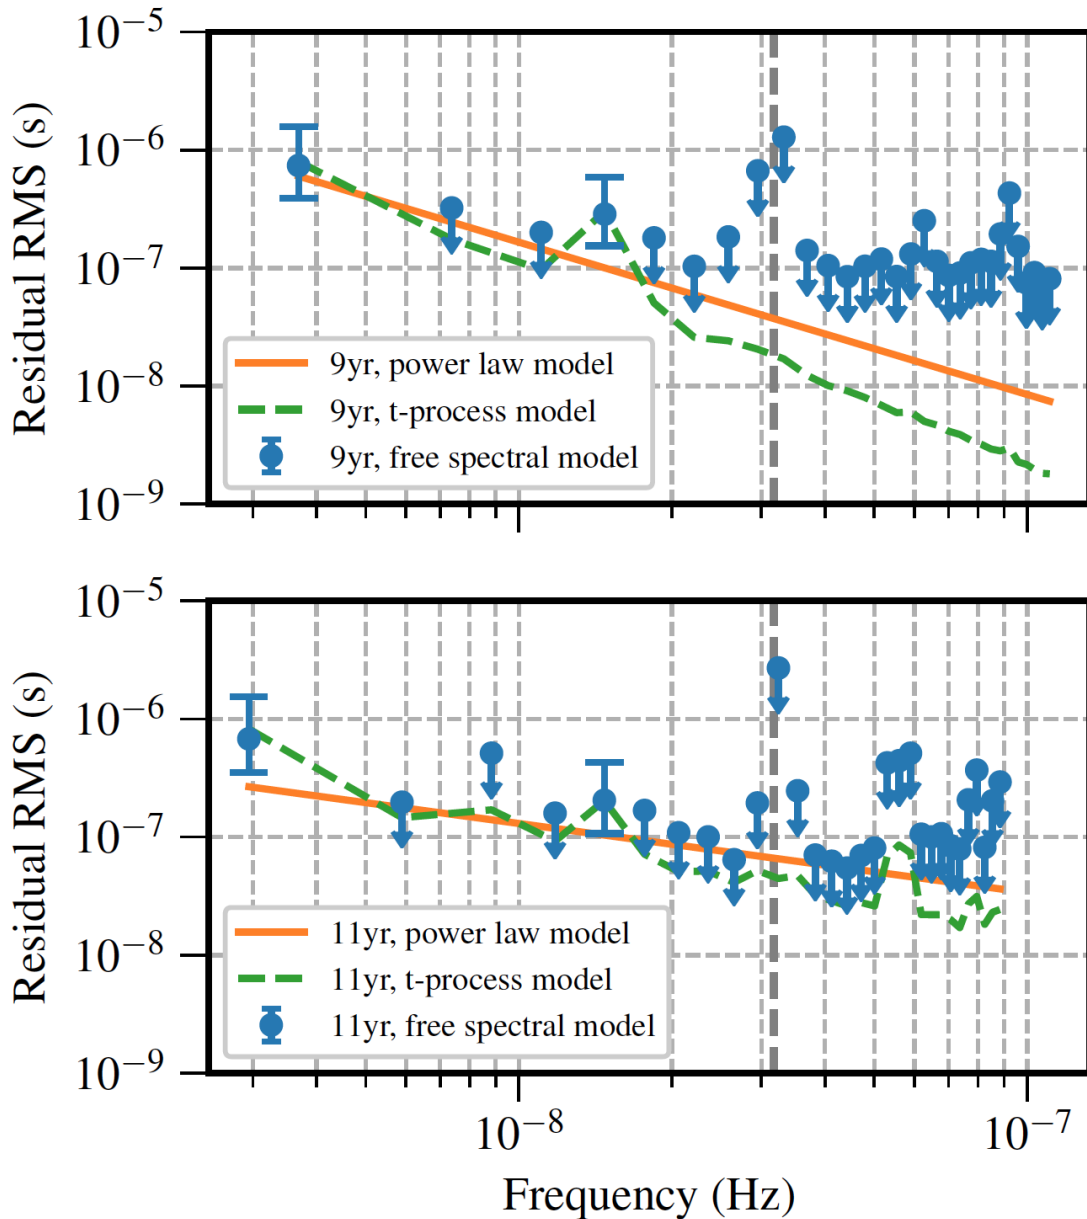 10⁻⁵
10⁻⁶
10⁻⁷
10⁻⁸
10⁻⁹
Residual RMS (s)
9yr, power law model
9yr, t-process model
9yr, free spectral model
10⁻⁵
10⁻⁶
10⁻⁷
10⁻⁸
10⁻⁹
Residual RMS (s)
11yr, power law model
11yr, t-process model
11yr, free spectral model
10⁻⁸ 10⁻⁷
Frequency (Hz)